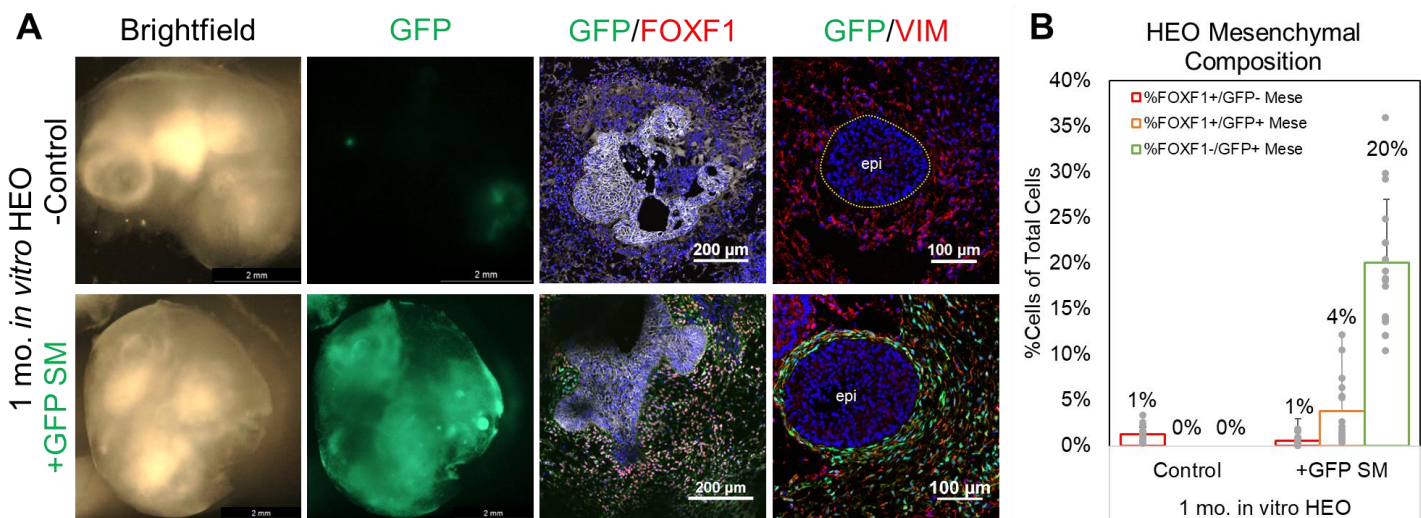 A
Brightfield
GFP
GFP/FOXF1
GFP/VIM
1 mo. in vitro HEO
-Control
+GFP SM
2 mm
2 mm
200 µm
epi
100 µm
2 mm
2 mm
200 µm
epi
100 µm
B
HEO Mesenchymal
Composition
%Cells of Total Cells
40%
35%
30%
25%
20%
15%
10%
5%
0%
%FOXF1+/GFP- Mese
%FOXF1+/GFP+ Mese
%FOXF1-/GFP+ Mese
1%
0%
0%
1%
4%
20%
Control
+GFP SM
1 mo. in vitro HEO